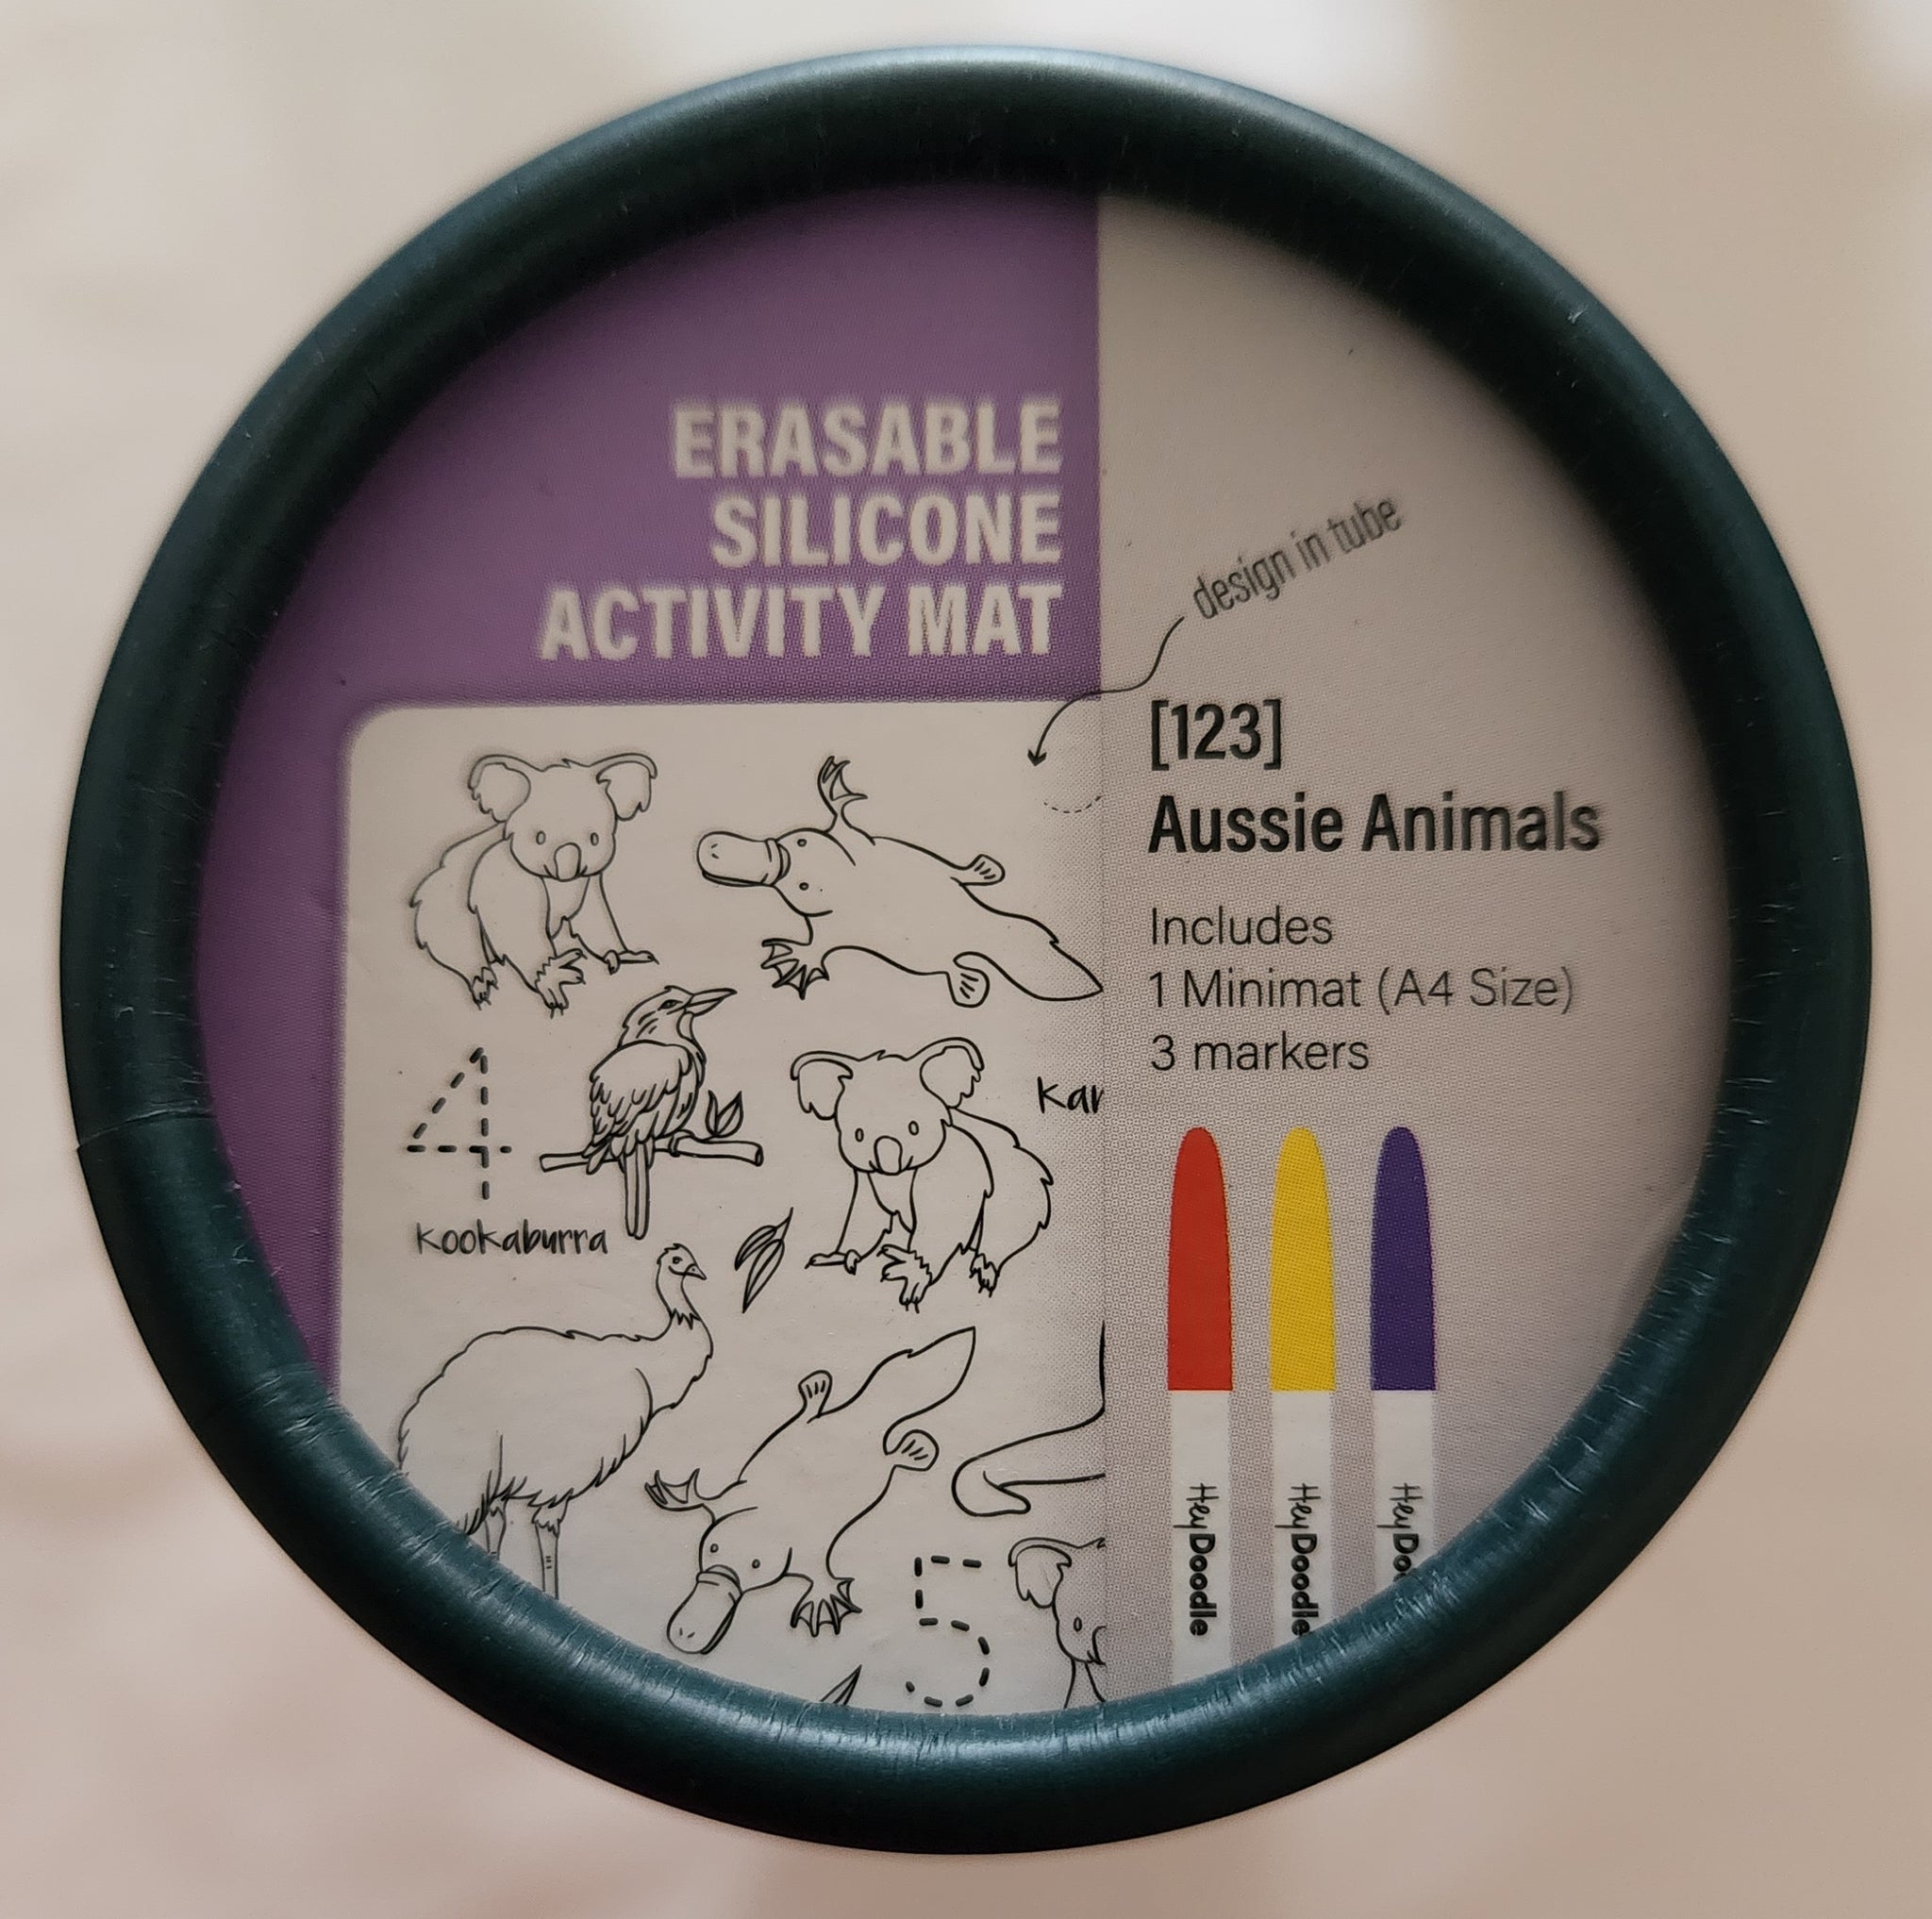 ERASABLE
SILICONE
ACTIVITY MAT
design in tube
[123]
Aussie Animals
Includes
1 Minimat (A4 Size)
3 markers
4
kookaburra
5
HeyDoodle
HeyDoodle